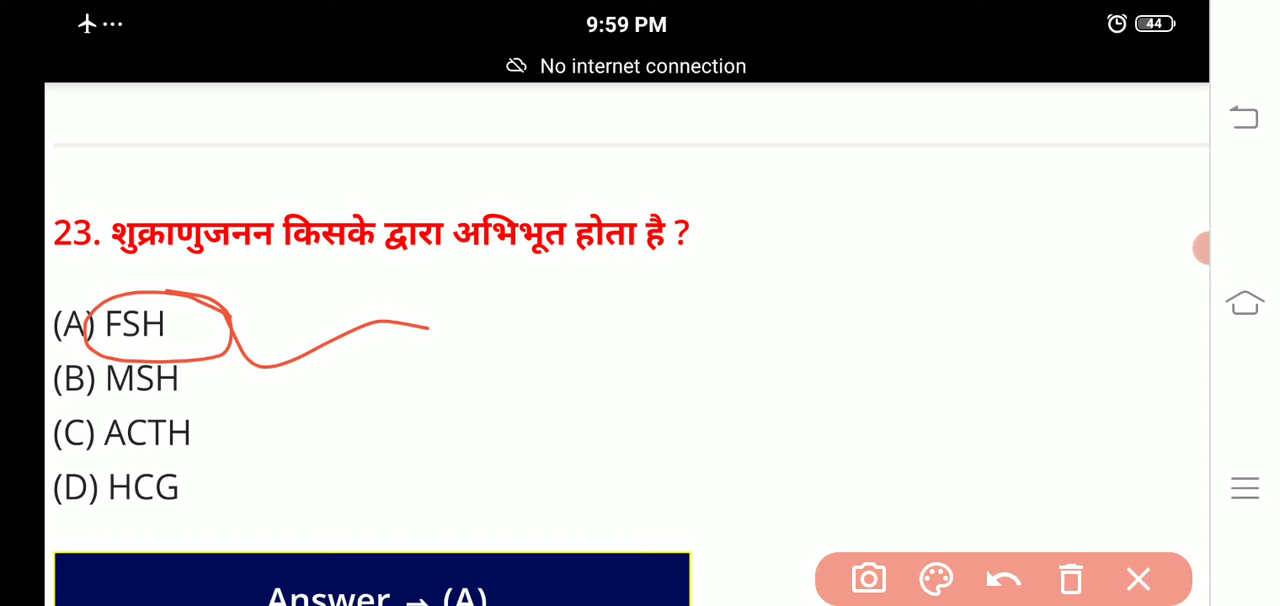 9:59 PM
44
No internet connection
23. शुक्राणुजनन किसके द्वारा अभिभूत होता है ?
(A) FSH
(B) MSH
(C) ACTH
(D) HCG
Answer → (A)